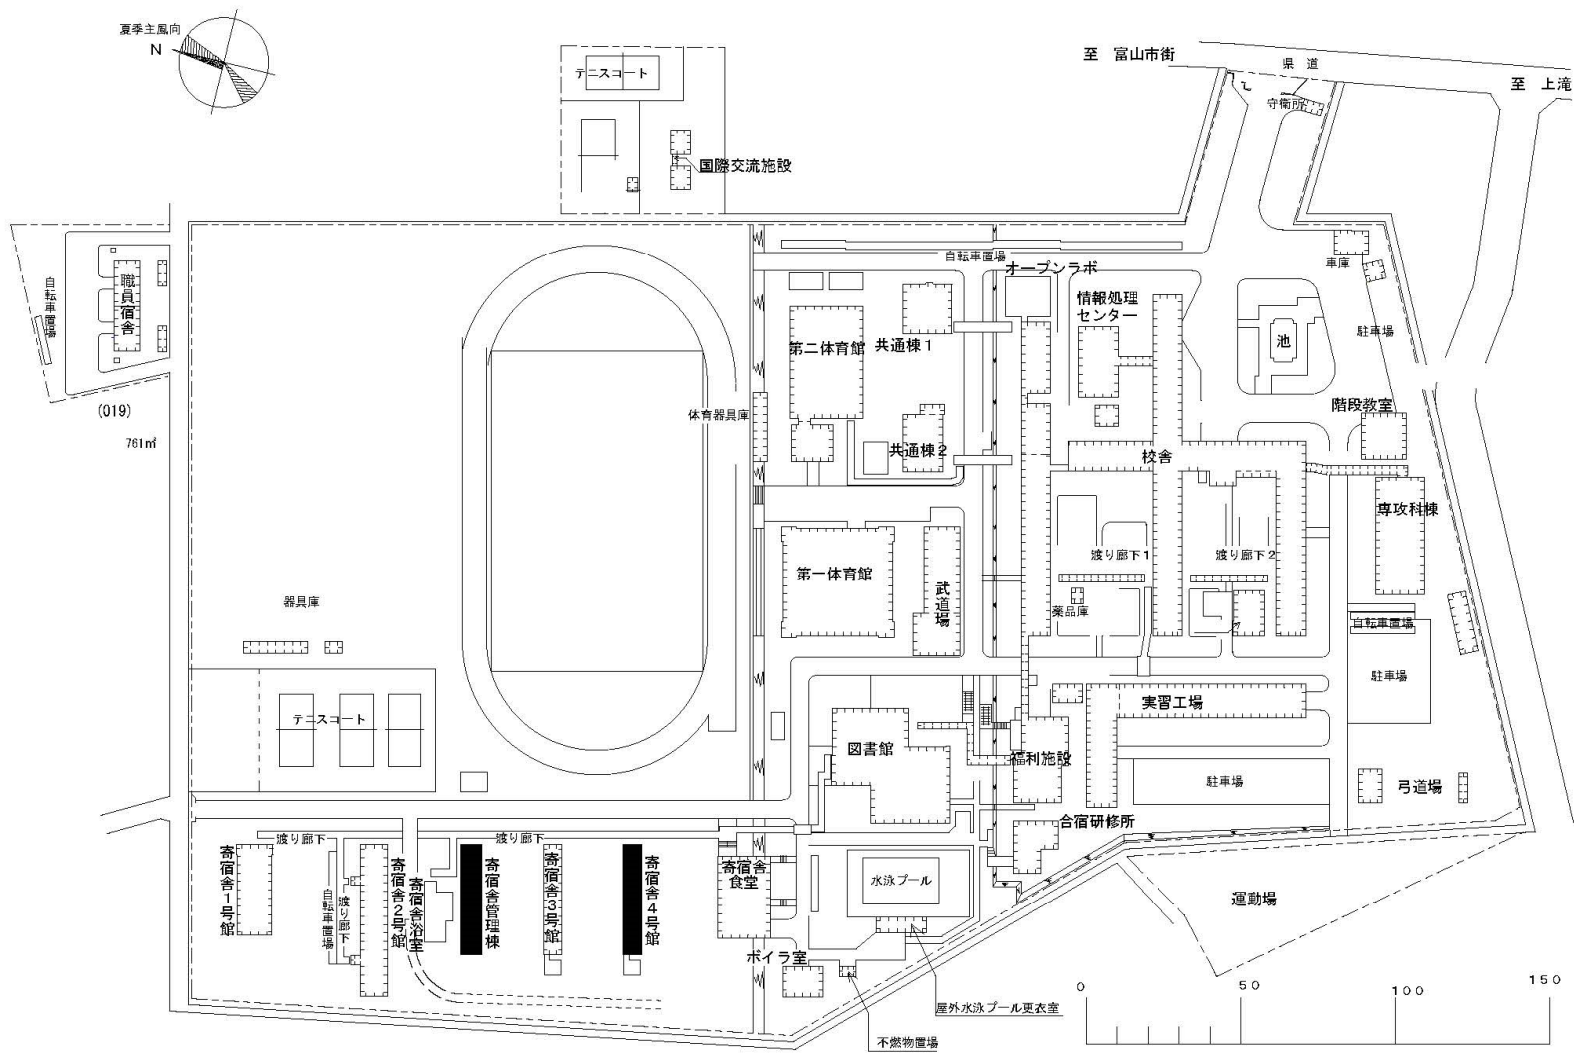 夏季主風向
N
テニスコート
国際交流施設
至　富山市街
県　道
至　上滝
守衛所
自転車置場
職員宿舎
(019)
761㎡
自転車置場
オープンラボ
情報処理
センター
車庫
駐車場
池
第二体育館
共通棟１
体育器具庫
共通棟２
階段教室
校舎
専攻科棟
第一体育館
武道場
渡り廊下１
渡り廊下２
薬品庫
自転車置場
器具庫
駐車場
テニスコート
実習工場
図書館
福利施設
駐車場
弓道場
合宿研修所
渡り廊下
渡り廊下
寄宿舎１号館
自転車置場
渡り廊下
寄宿舎２号館
寄宿舎浴室
寄宿舎管理棟
寄宿舎３号館
寄宿舎４号館
寄宿舎
食堂
水泳プール
運動場
ボイラ室
屋外水泳プール更衣室
不燃物置場
0
50
100
150